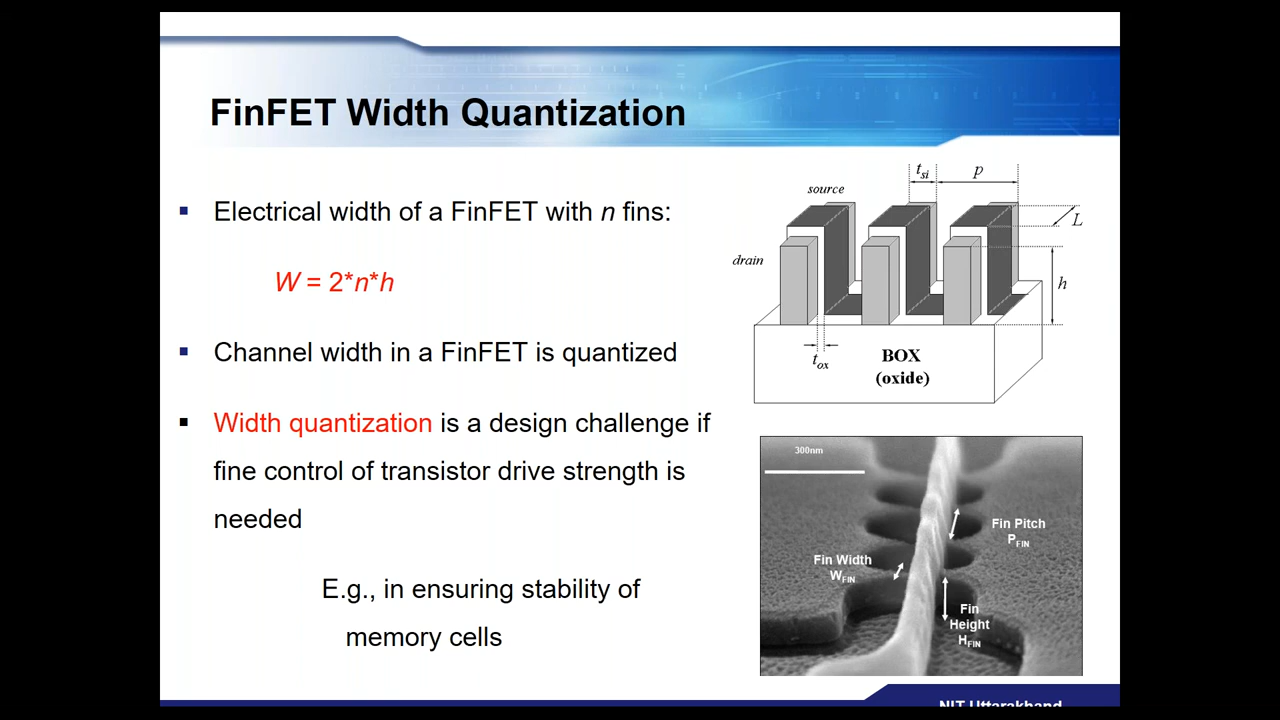 FinFET Width Quantization
Electrical width of a FinFET with n fins:
W = 2*n*h
Channel width in a FinFET is quantized
Width quantization is a design challenge if
fine control of transistor drive strength is
needed
E.g., in ensuring stability of
memory cells
tsi
p
source
L
drain
h
tox
BOX
(oxide)
300nm
Fin Pitch
PFIN
Fin Width
WFIN
Fin
Height
HFIN
NIT Uttarakhand